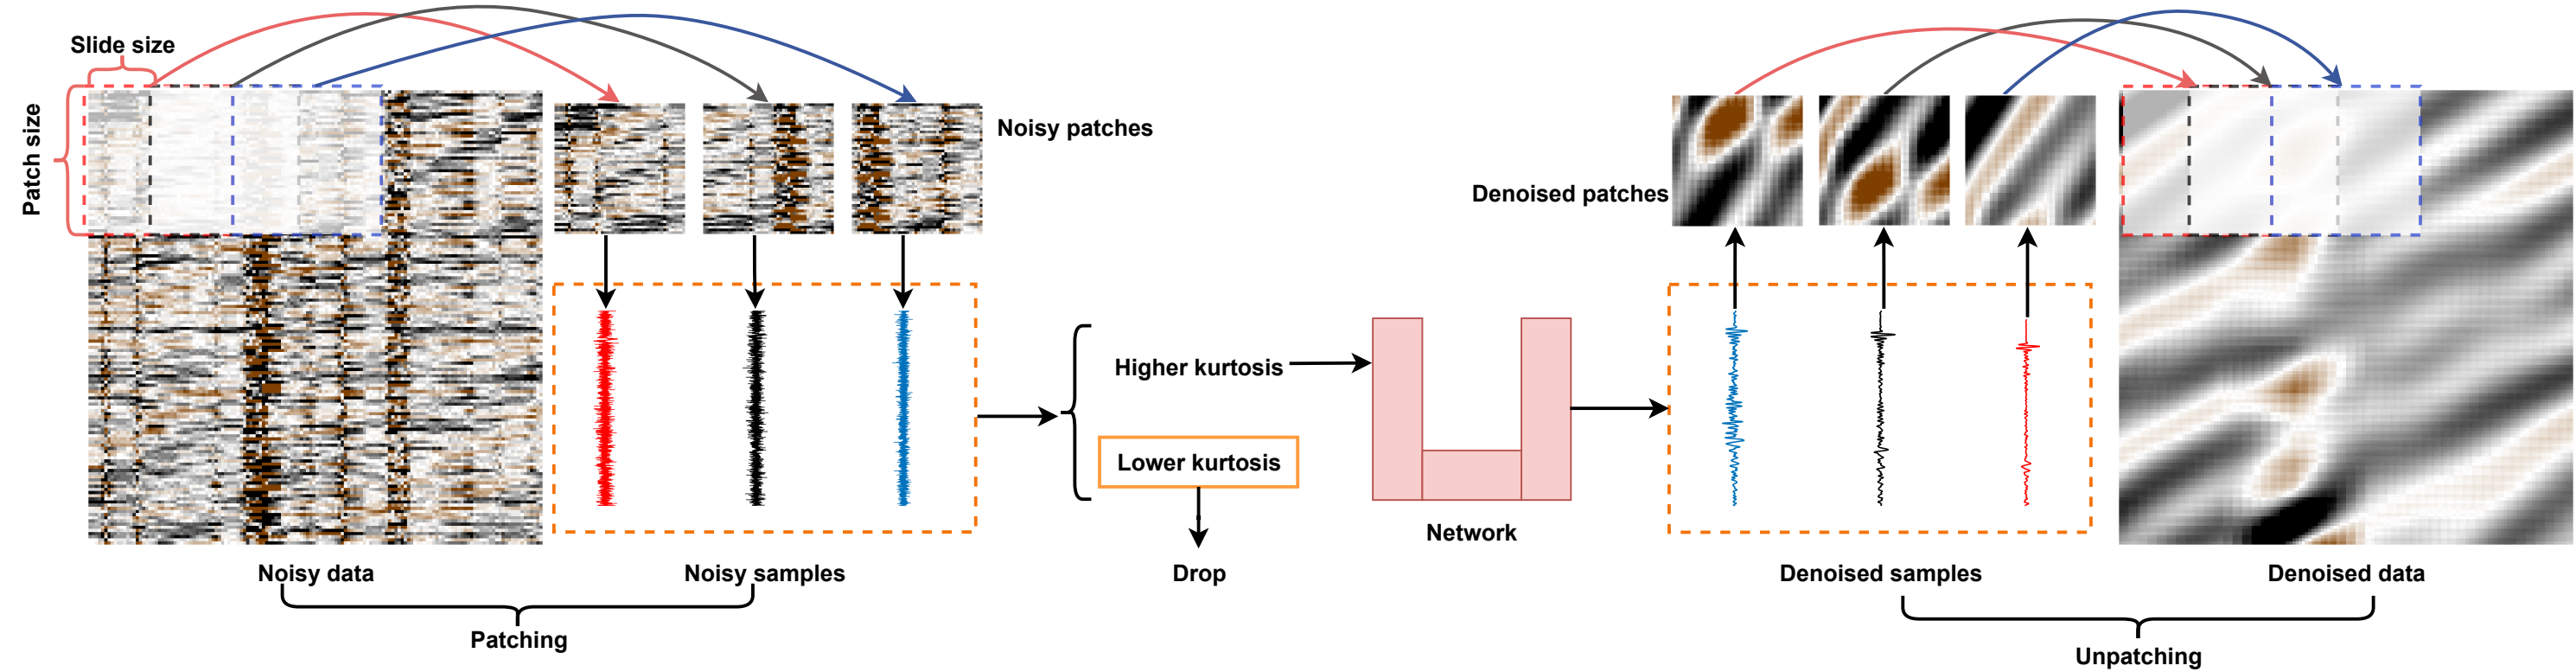 Slide size
Patch size
Noisy patches
Denoised patches
Higher kurtosis
Lower kurtosis
Network
Noisy data
Noisy samples
Drop
Denoised samples
Denoised data
Patching
Unpatching